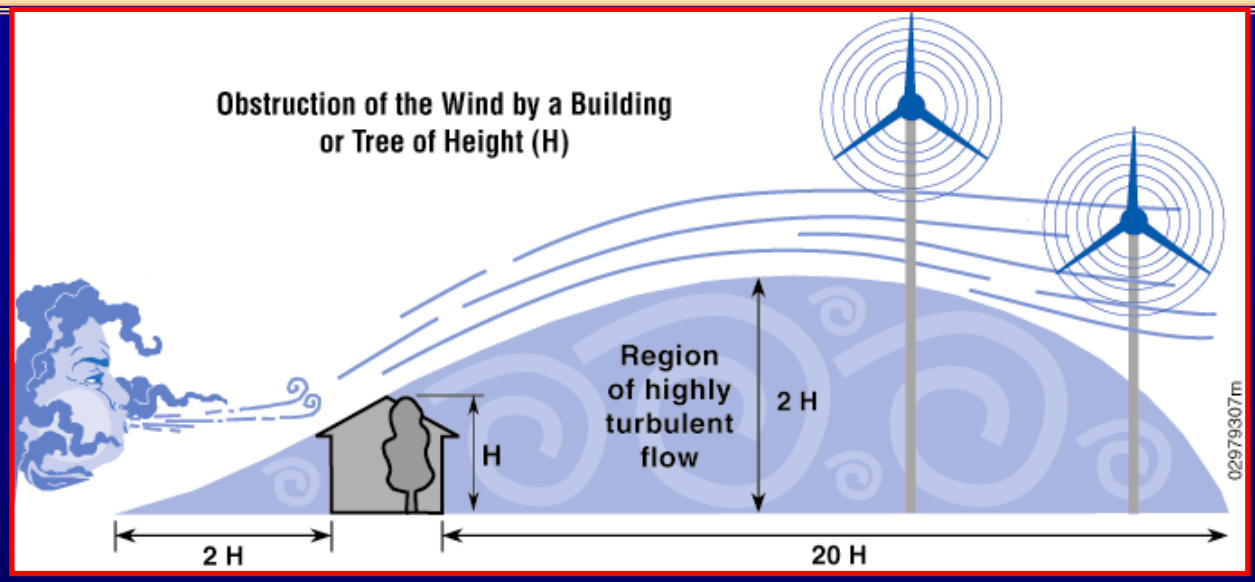 Obstruction of the Wind by a Building
or Tree of Height (H)
Region
of highly
turbulent
flow
2 H
H
2 H
20 H
02979307m